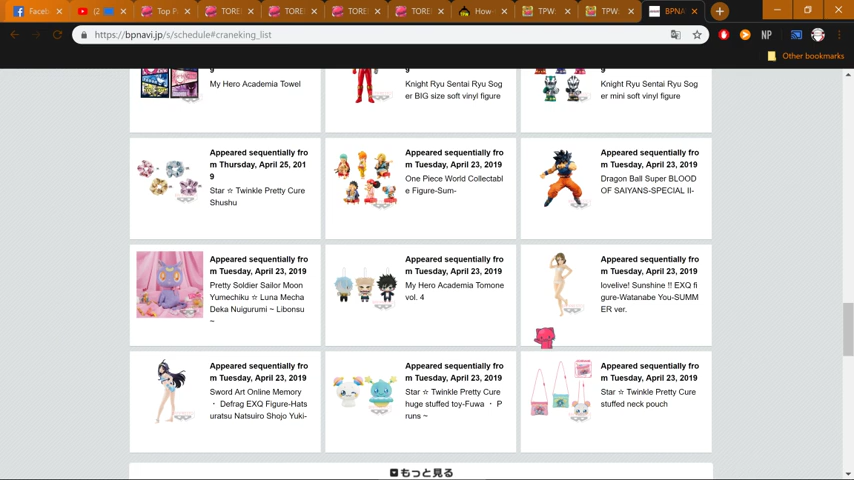 Faceb
(2
Top P
TORE
TORE
TORE
TORE
How-
TPW:
TPW:
BPNA
https://bpnavi.jp/s/schedule#craneking_list
NP
Other bookmarks
9
My Hero Academia Towel
9
Knight Ryu Sentai Ryu Sog
er BIG size soft vinyl figure
9
Knight Ryu Sentai Ryu Sog
er mini soft vinyl figure
Appeared sequentially fro
m Thursday, April 25, 201
9
Star ☆ Twinkle Pretty Cure
Shushu
Appeared sequentially fro
m Tuesday, April 23, 2019
One Piece World Collectabl
e Figure-Sum-
Appeared sequentially fro
m Tuesday, April 23, 2019
Dragon Ball Super BLOOD
OF SAIYANS-SPECIAL II-
Appeared sequentially fro
m Tuesday, April 23, 2019
Pretty Soldier Sailor Moon
Yumechiku ☆ Luna Mecha
Deka Nuigurumi ~ Libonsu
~
Appeared sequentially fro
m Tuesday, April 23, 2019
My Hero Academia Tomone
vol. 4
Appeared sequentially fro
m Tuesday, April 23, 2019
lovelive! Sunshine !! EXQ fi
gure-Watanabe You-SUMM
ER ver.
Appeared sequentially fro
m Tuesday, April 23, 2019
Sword Art Online Memory
・ Defrag EXQ Figure-Hats
uratsu Natsuiro Shojo Yuki-
Appeared sequentially fro
m Tuesday, April 23, 2019
Star ☆ Twinkle Pretty Cure
huge stuffed toy-Fuwa ・ P
runs ~
Appeared sequentially fro
m Tuesday, April 23, 2019
Star ☆ Twinkle Pretty Cure
stuffed neck pouch
もっと見る